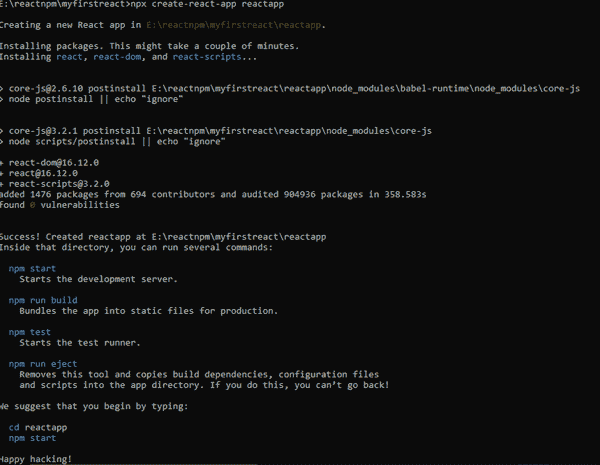 E:\reactnpm\myfirstreact>npx create-react-app reactapp
Creating a new React app in E:\reactnpm\myfirstreact\reactapp.
Installing packages. This might take a couple of minutes.
Installing react, react-dom, and react-scripts...
> core-js@2.6.10 postinstall E:\reactnpm\myfirstreact\reactapp\node_modules\babel-runtime\node_modules\core-js
> node postinstall || echo "ignore"
> core-js@3.2.1 postinstall E:\reactnpm\myfirstreact\reactapp\node_modules\core-js
> node scripts/postinstall || echo "ignore"
+ react-dom@16.12.0
+ react@16.12.0
+ react-scripts@3.2.0
added 1476 packages from 694 contributors and audited 904936 packages in 358.583s
found 0 vulnerabilities
Success! Created reactapp at E:\reactnpm\myfirstreact\reactapp
Inside that directory, you can run several commands:
npm start
Starts the development server.
npm run build
Bundles the app into static files for production.
npm test
Starts the test runner.
npm run eject
Removes this tool and copies build dependencies, configuration files
and scripts into the app directory. If you do this, you can't go back!
We suggest that you begin by typing:
cd reactapp
npm start
Happy hacking!